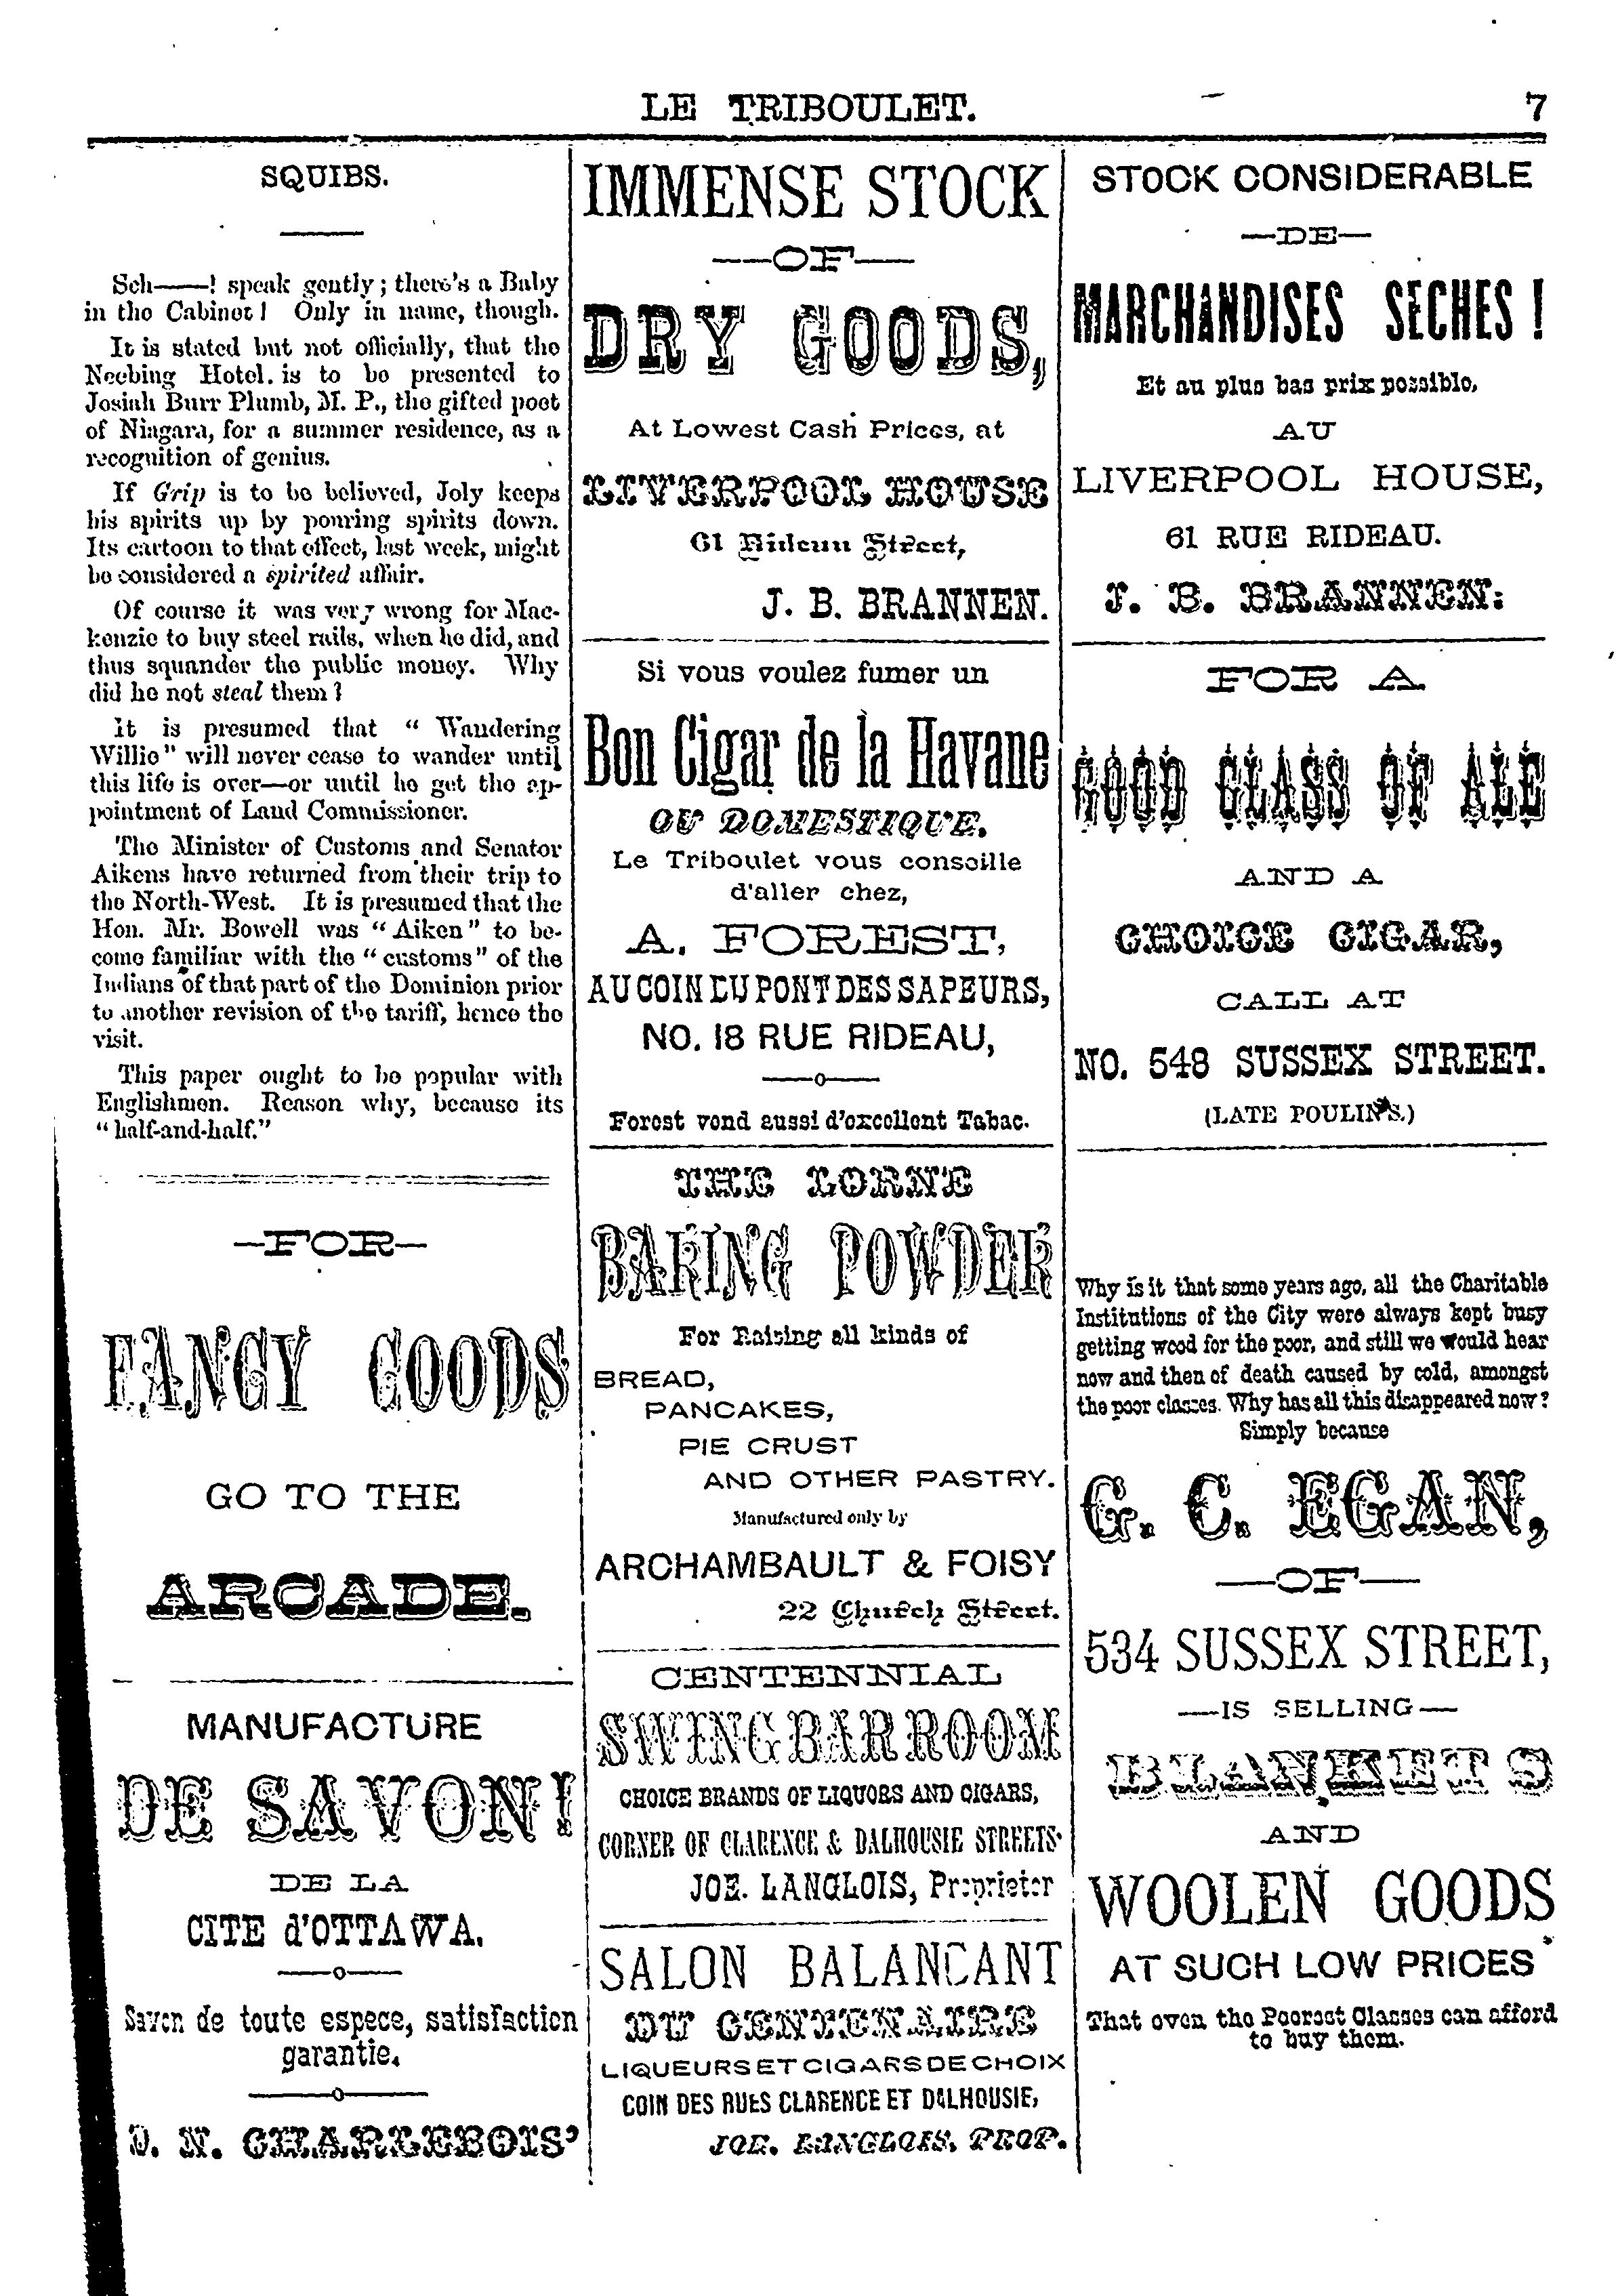 LE TRIBOULET.
7
SQUIBS.
Sch——! speak gently; there's a Baby
in the Cabinet! Only in name, though.
It is stated but not officially, that the
Neebing Hotel. is to be presented to
Josiah Burr Plumb, M. P., the gifted poet
of Niagara, for a summer residence, as a
recognition of genius.
If Grip is to be believed, Joly keeps
his spirits up by pouring spirits down.
Its cartoon to that effect, last week, might
be considered a spirited affair.
Of course it was very wrong for Mac-
kenzie to buy steel rails, when he did, and
thus squander the public money. Why
did he not steal them?
It is presumed that "Wandering
Willie" will never cease to wander until
this life is over—or until he get the ap-
pointment of Land Commissioner.
The Minister of Customs and Senator
Aikens have returned from their trip to
the North-West. It is presumed that the
Hon. Mr. Bowell was "Aiken" to be-
come familiar with the "customs" of the
Indians of that part of the Dominion prior
to another revision of the tariff, hence the
visit.
This paper ought to be popular with
Englishmen. Reason why, because its
"half-and-half."
—FOR—
FANCY GOODS
GO TO THE
ARCADE.
MANUFACTURE
DE SAVON!
DE LA
CITE d'OTTAWA.
——o——
Savon de toute espece, satisfaction
garantie.
——o——
D. N. CHARLEBOIS'
IMMENSE STOCK
——OF——
DRY GOODS,
At Lowest Cash Prices, at
LIVERPOOL HOUSE
61 Rideau Street,
J. B. BRANNEN.
Si vous voulez fumer un
Bon Cigar de la Havane
OU DOMESTIQUE.
Le Triboulet vous conseille
d'aller chez,
A. FOREST,
AU COIN DU PONT DES SAPEURS,
NO. 18 RUE RIDEAU,
——o——
Forest vend aussi d'excellent Tabac.
THE LORNE
BAKING POWDER
For Raising all kinds of
BREAD,
PANCAKES,
PIE CRUST
AND OTHER PASTRY.
Manufactured only by
ARCHAMBAULT & FOISY
22 Church Street.
CENTENNIAL
SWING BAR ROOM
CHOICE BRANDS OF LIQUORS AND CIGARS,
CORNER OF CLARENCE & DALHOUSIE STREETS.
JOE. LANGLOIS, Proprietor
SALON BALANCANT
DU CENTENAIRE
LIQUEURS ET CIGARS DE CHOIX
COIN DES RUES CLARENCE ET DALHOUSIE,
JOE. LANGLOIS, PROP.
STOCK CONSIDERABLE
—DE—
MARCHANDISES SECHES!
Et au plus bas prix possible,
AU
LIVERPOOL HOUSE,
61 RUE RIDEAU.
J. B. BRANNEN.
FOR A
GOOD GLASS OF ALE
AND A
CHOICE CIGAR,
CALL AT
NO. 548 SUSSEX STREET.
(LATE POULIN'S.)
Why is it that some years ago, all the Charitable
Institutions of the City were always kept busy
getting wood for the poor, and still we would hear
now and then of death caused by cold, amongst
the poor classes. Why has all this disappeared now?
Simply because
G. C. EGAN,
——OF——
534 SUSSEX STREET,
—IS SELLING—
BLANKETS
AND
WOOLEN GOODS
AT SUCH LOW PRICES
That even the Poorest Classes can afford
to buy them.